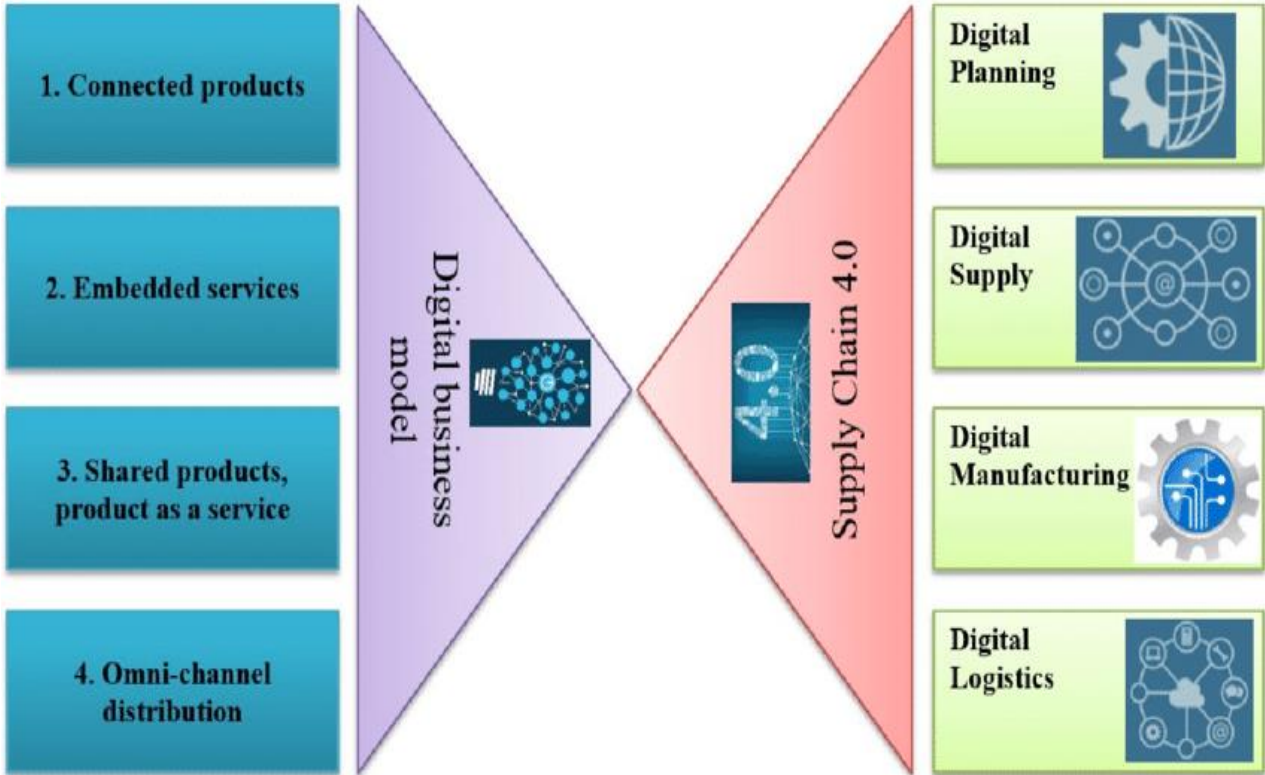 1. Connected products
2. Embedded services
3. Shared products,
product as a service
4. Omni-channel
distribution
Digital business
model
4.0
Supply Chain 4.0
Digital
Planning
Digital
Supply
@
Digital
Manufacturing
Digital
Logistics
@